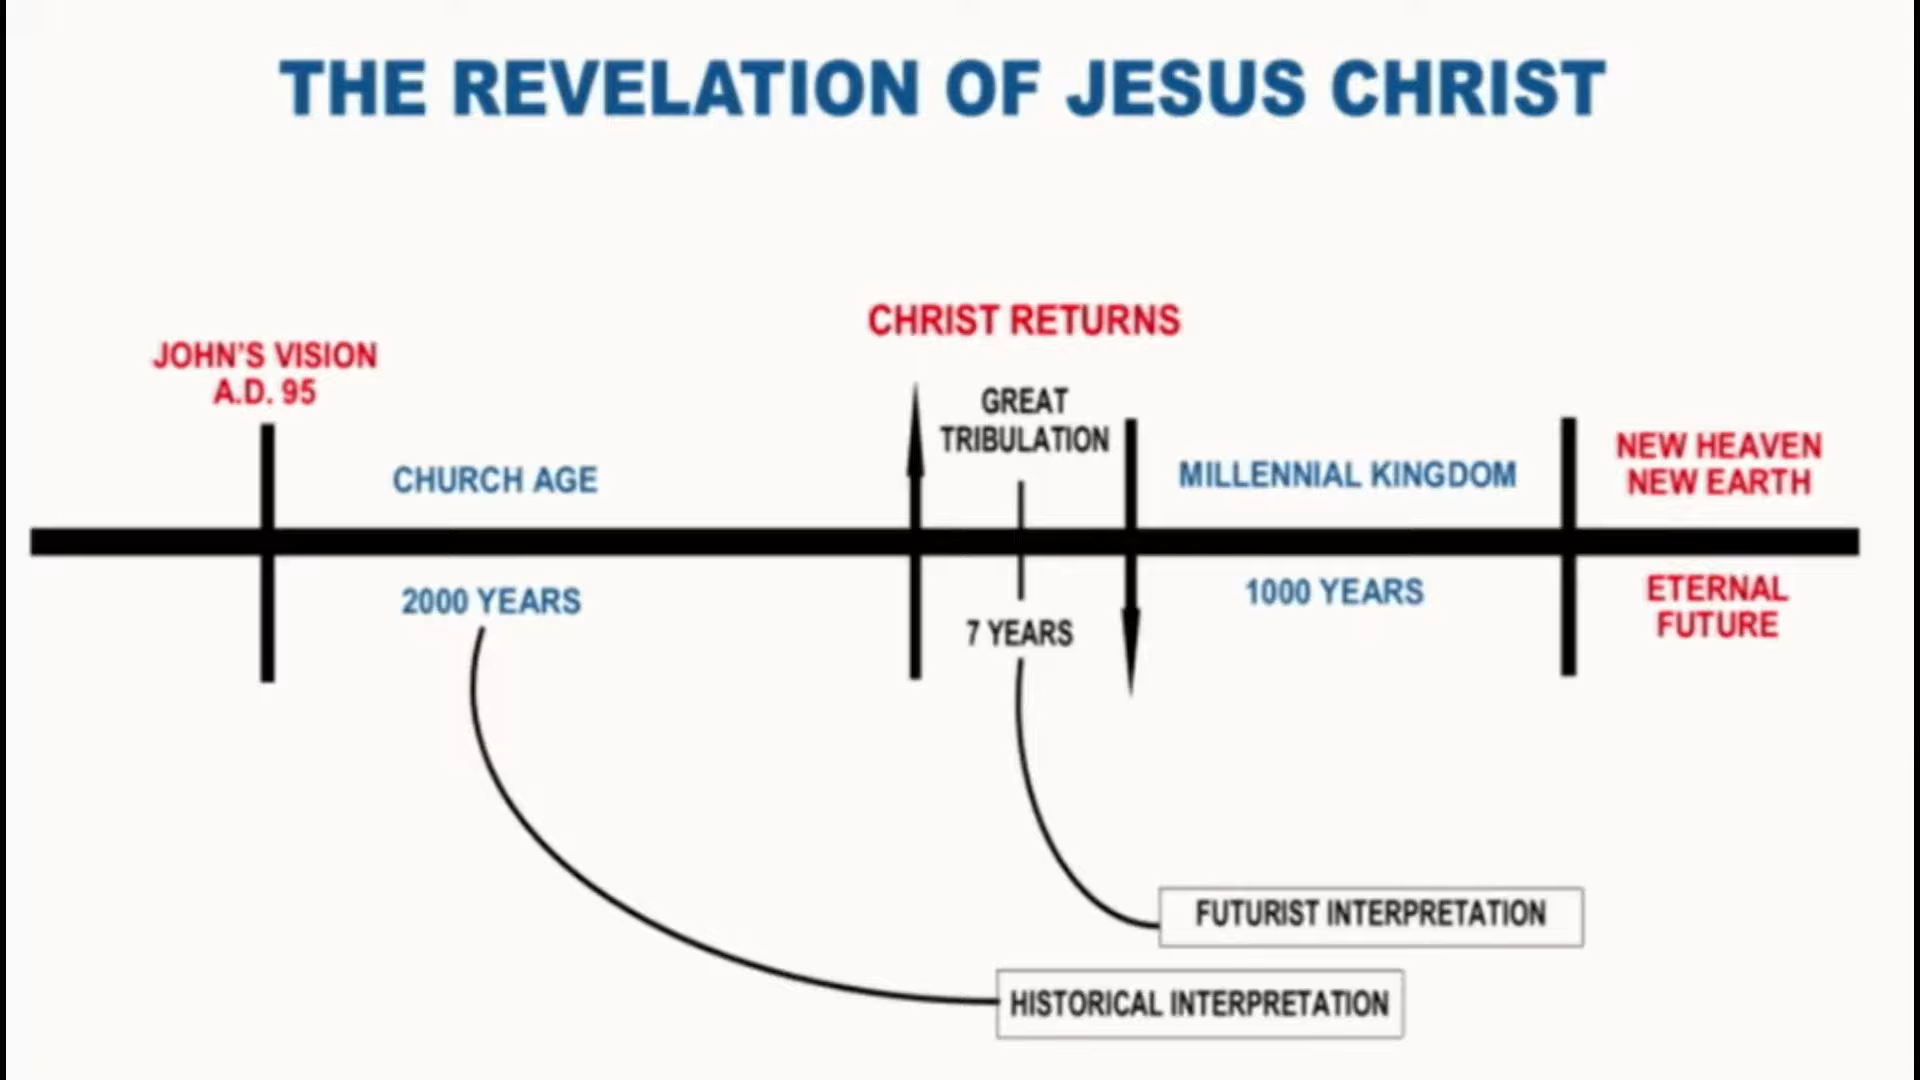 THE REVELATION OF JESUS CHRIST
CHRIST RETURNS
JOHN'S VISION
A.D. 95
GREAT
TRIBULATION
CHURCH AGE
MILLENNIAL KINGDOM
NEW HEAVEN
NEW EARTH
2000 YEARS
7 YEARS
1000 YEARS
ETERNAL
FUTURE
FUTURIST INTERPRETATION
HISTORICAL INTERPRETATION